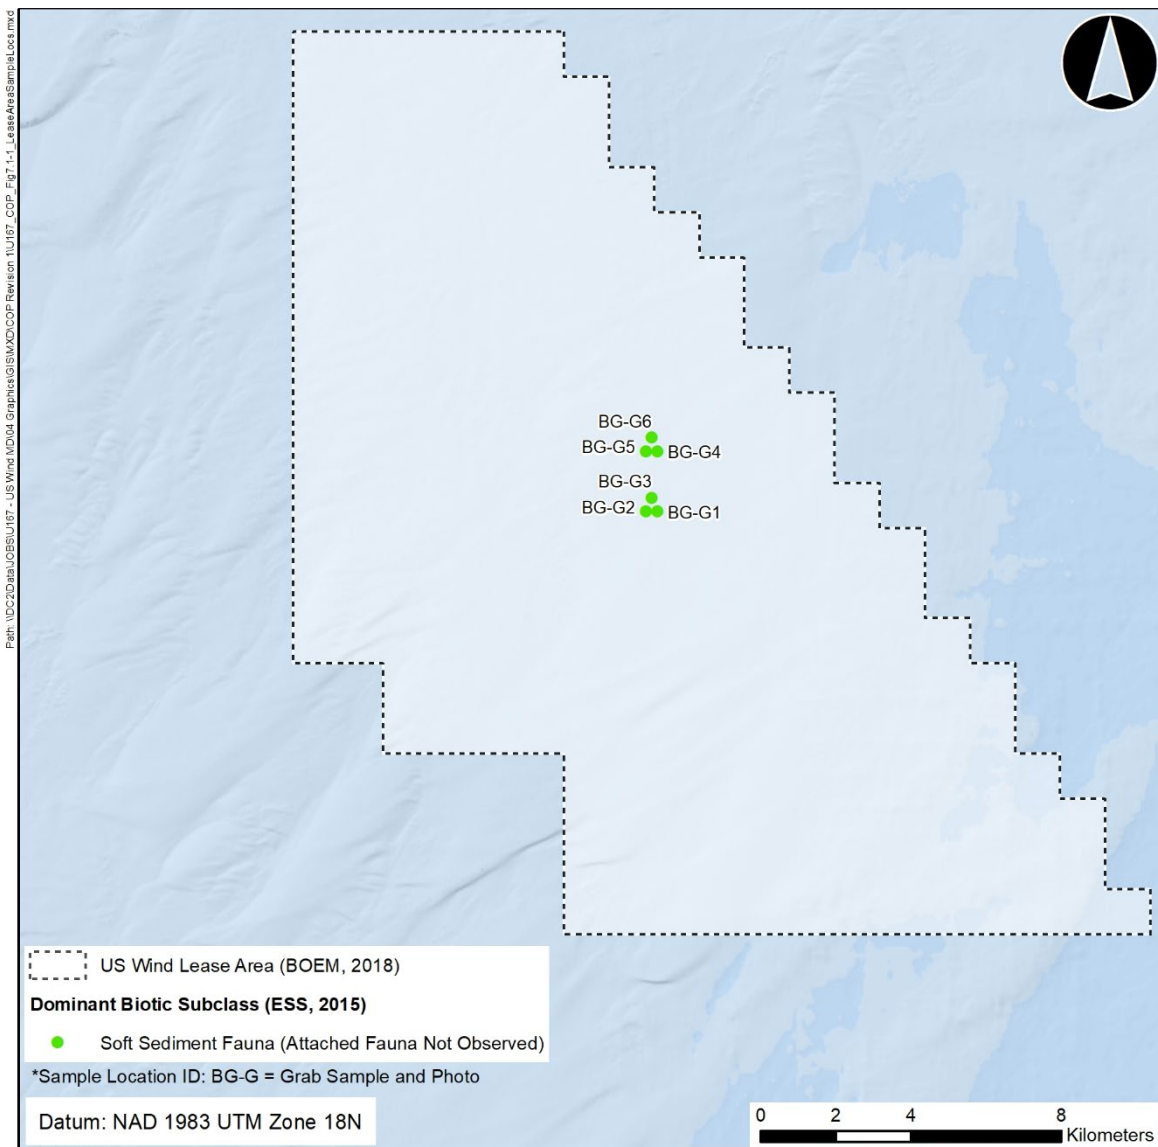 Path: \\DC2\Data\JOBS\U167 - US Wind MD\04 Graphics\GIS\MXD\COP Revision 1\U167_COP_Fig7.1-1_LeaseAreaSampleLocs.mxd
BG-G6
BG-G5 BG-G4
BG-G3
BG-G2 BG-G1
US Wind Lease Area (BOEM, 2018)
Dominant Biotic Subclass (ESS, 2015)
Soft Sediment Fauna (Attached Fauna Not Observed)
*Sample Location ID: BG-G = Grab Sample and Photo
Datum: NAD 1983 UTM Zone 18N
0 2 4 8
Kilometers